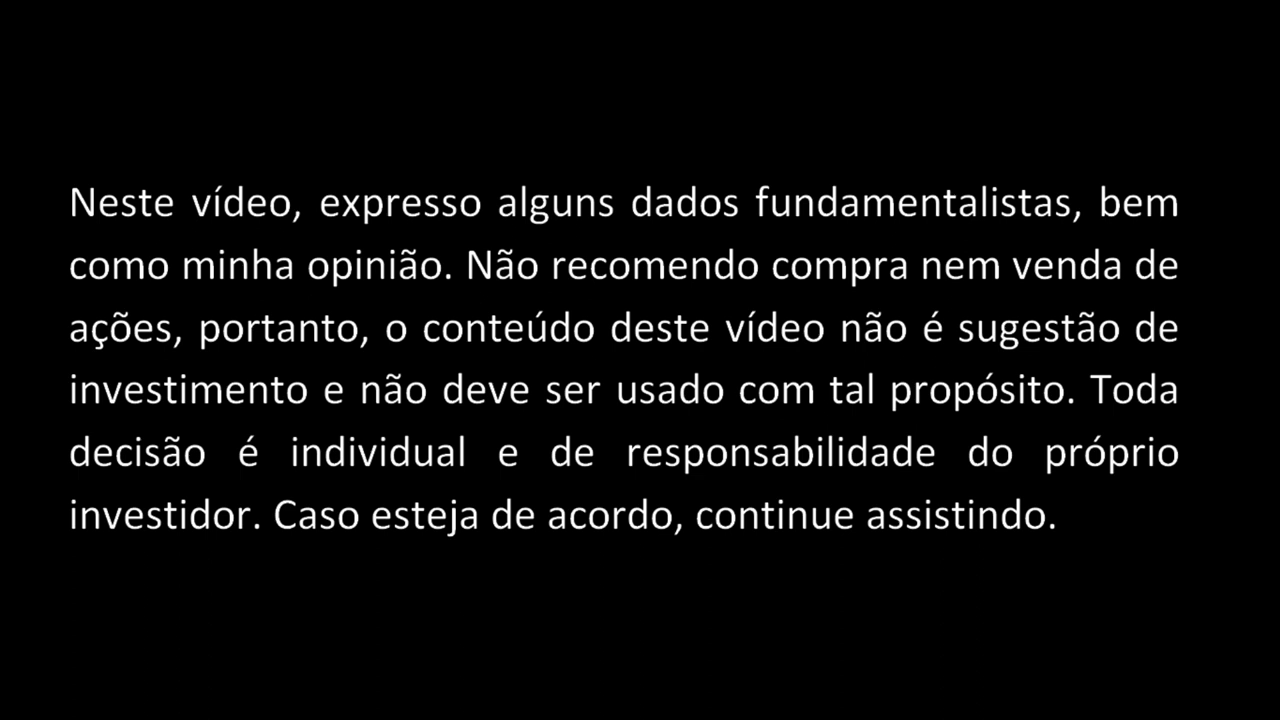 Neste vídeo, expresso alguns dados fundamentalistas, bem
como minha opinião. Não recomendo compra nem venda de
ações, portanto, o conteúdo deste vídeo não é sugestão de
investimento e não deve ser usado com tal propósito. Toda
decisão é individual e de responsabilidade do próprio
investidor. Caso esteja de acordo, continue assistindo.